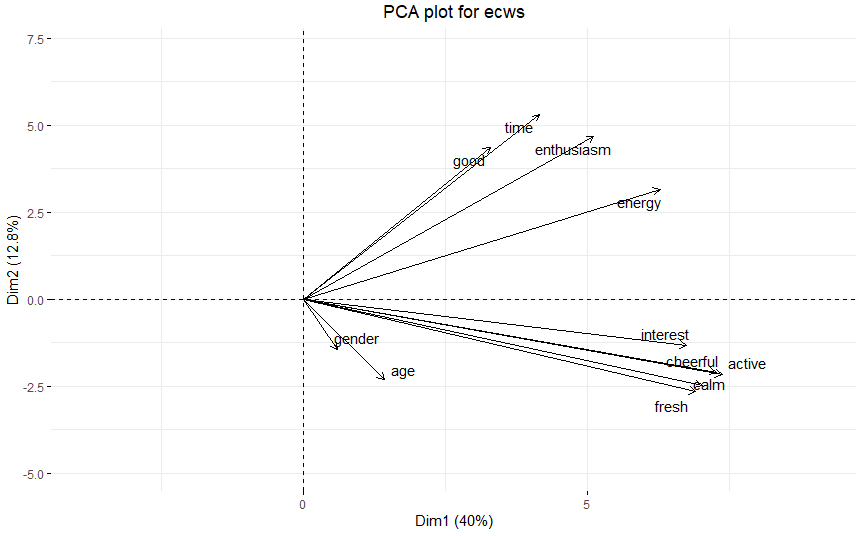 PCA plot for ecws
7.5
5.0
2.5
0.0
-2.5
-5.0
Dim2 (12.8%)
time
good
enthusiasm
energy
interest
gender
cheerful
active
age
calm
fresh
0
5
Dim1 (40%)